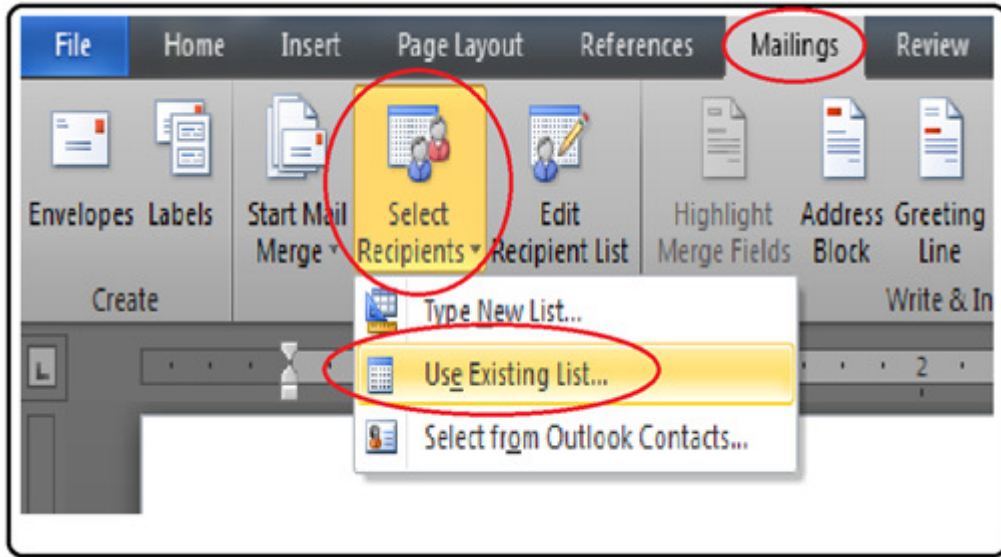 File Home Insert Page Layout References Mailings Review
Envelopes Labels Start Mail Merge Select Recipients Edit Recipient List Highlight Merge Fields Address Block Greeting Line
Create Write & In
Type New List...
L 2
Use Existing List...
Select from Outlook Contacts...